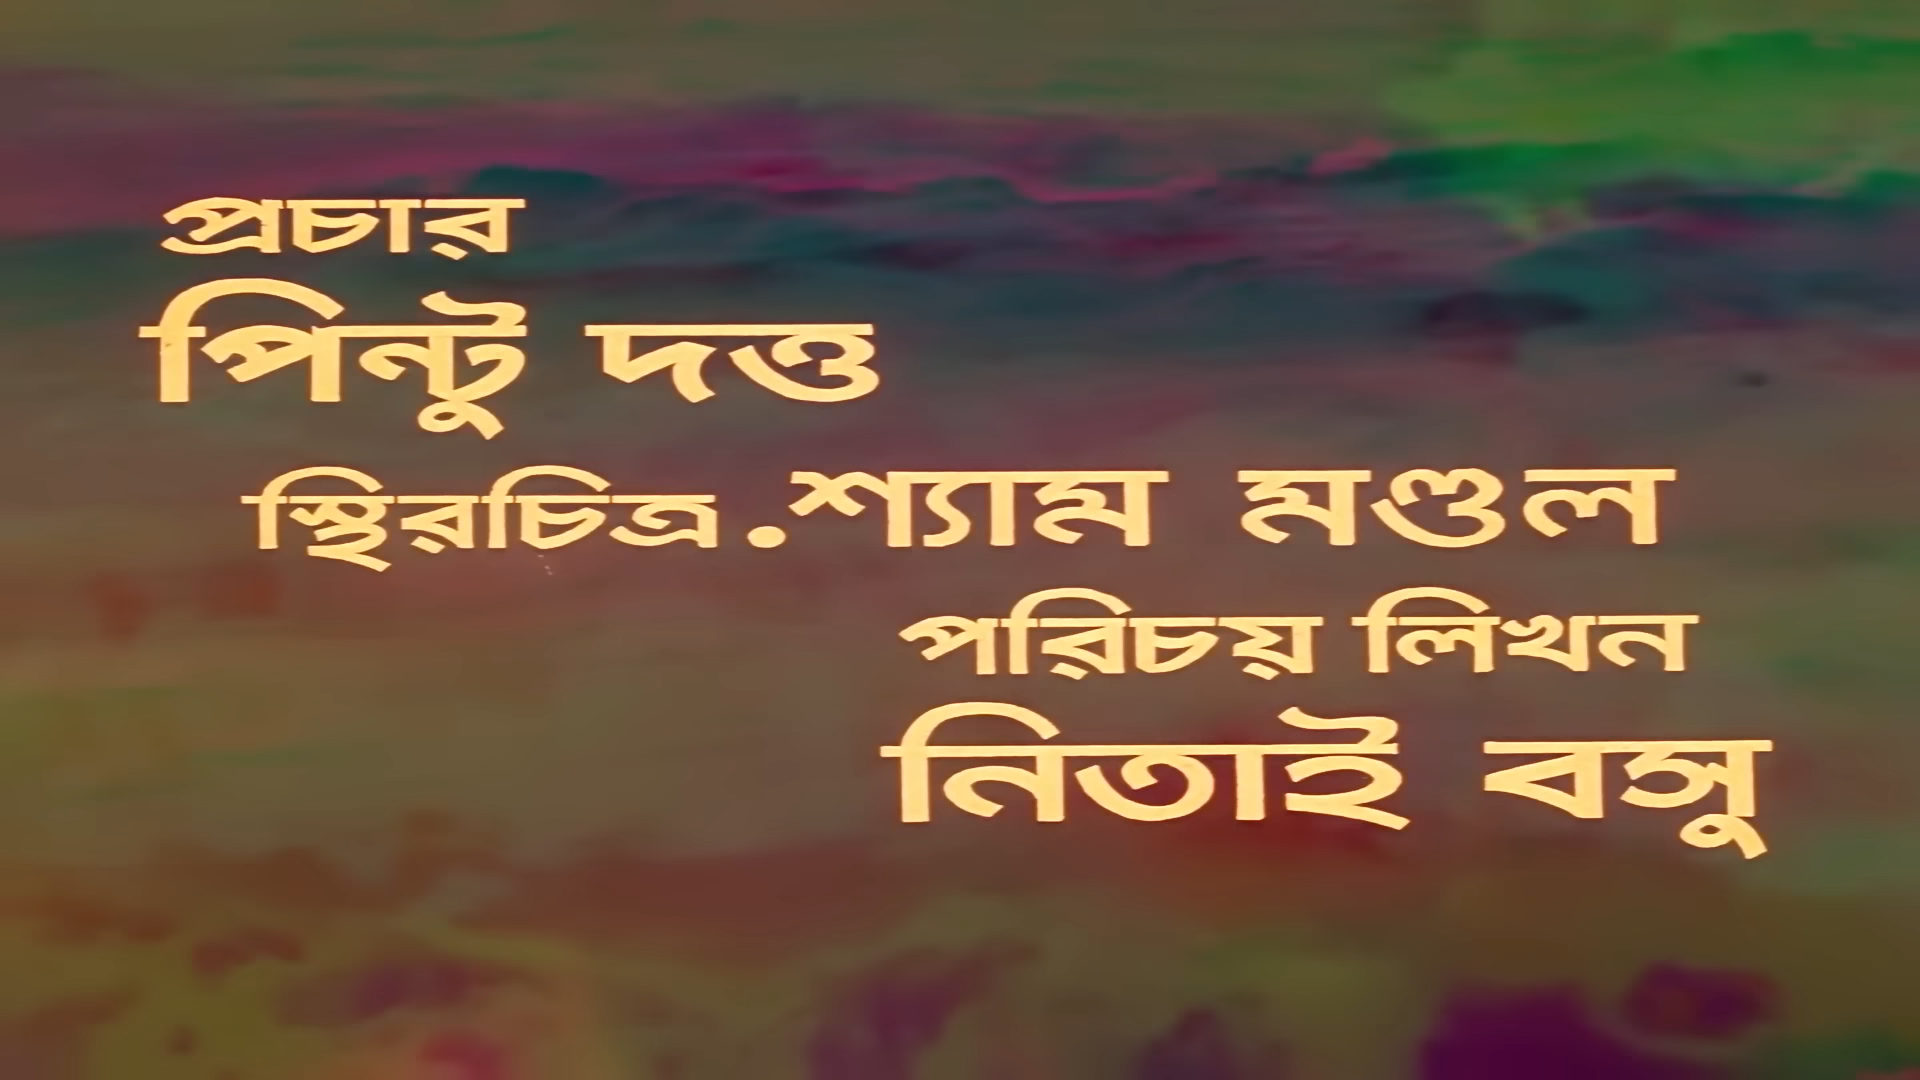 প্রচার
পিন্টু দত্ত
স্থিরচিত্র. শ্যাম মণ্ডল
পরিচয় লিখন
নিতাই বসু